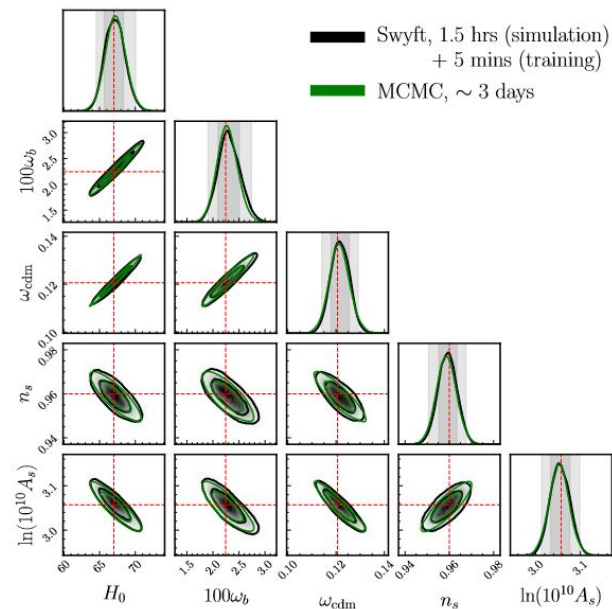 Swyft, 1.5 hrs (simulation)
+ 5 mins (training)
MCMC, ∼ 3 days
3.0
2.5
2.0
1.5
100ω_b
0.14
0.12
0.10
ω_cdm
0.98
0.96
0.94
n_s
3.1
3.0
ln(10^10 A_s)
60 65 70 1.5 2.0 2.5 3.0 0.10 0.12 0.14 0.94 0.96 0.98 3.0 3.1
H_0 100ω_b ω_cdm n_s ln(10^10 A_s)